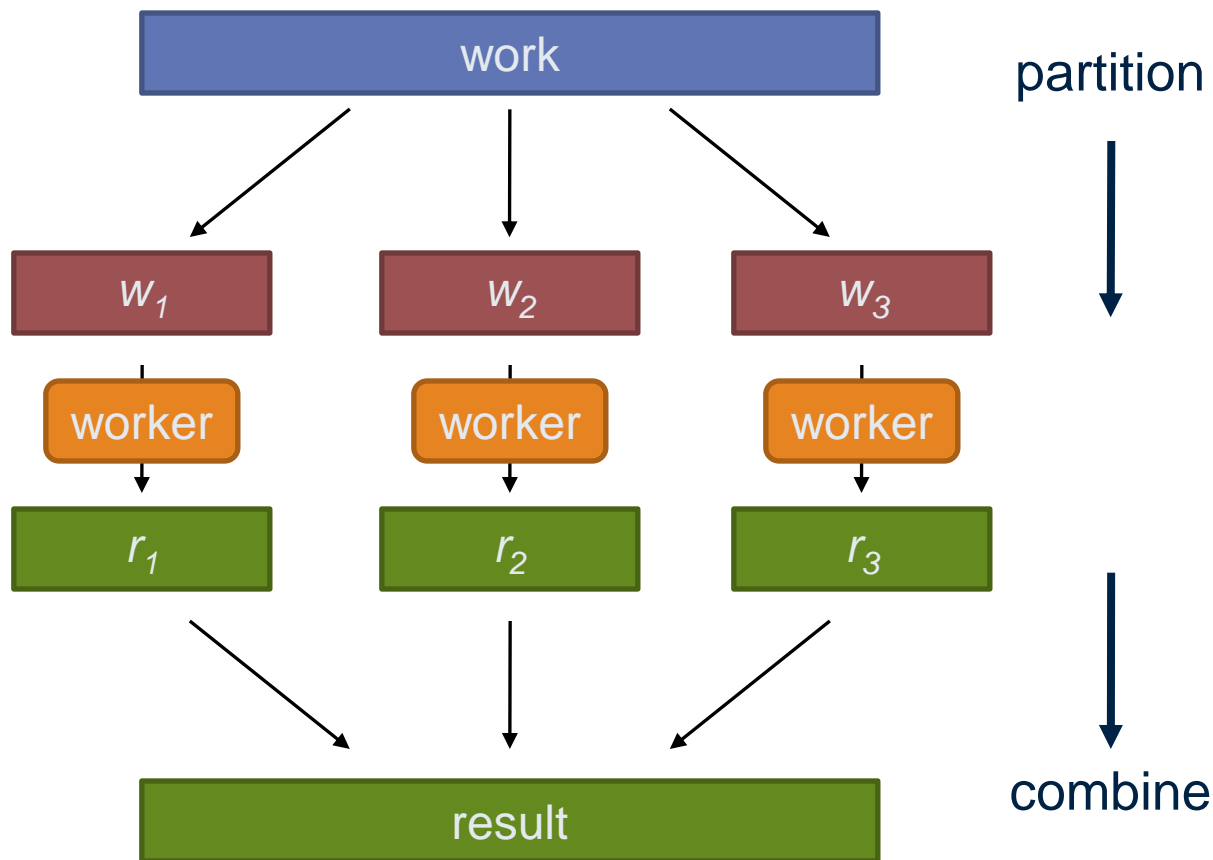 work
partition
w1
w2
w3
worker
worker
worker
r1
r2
r3
combine
result